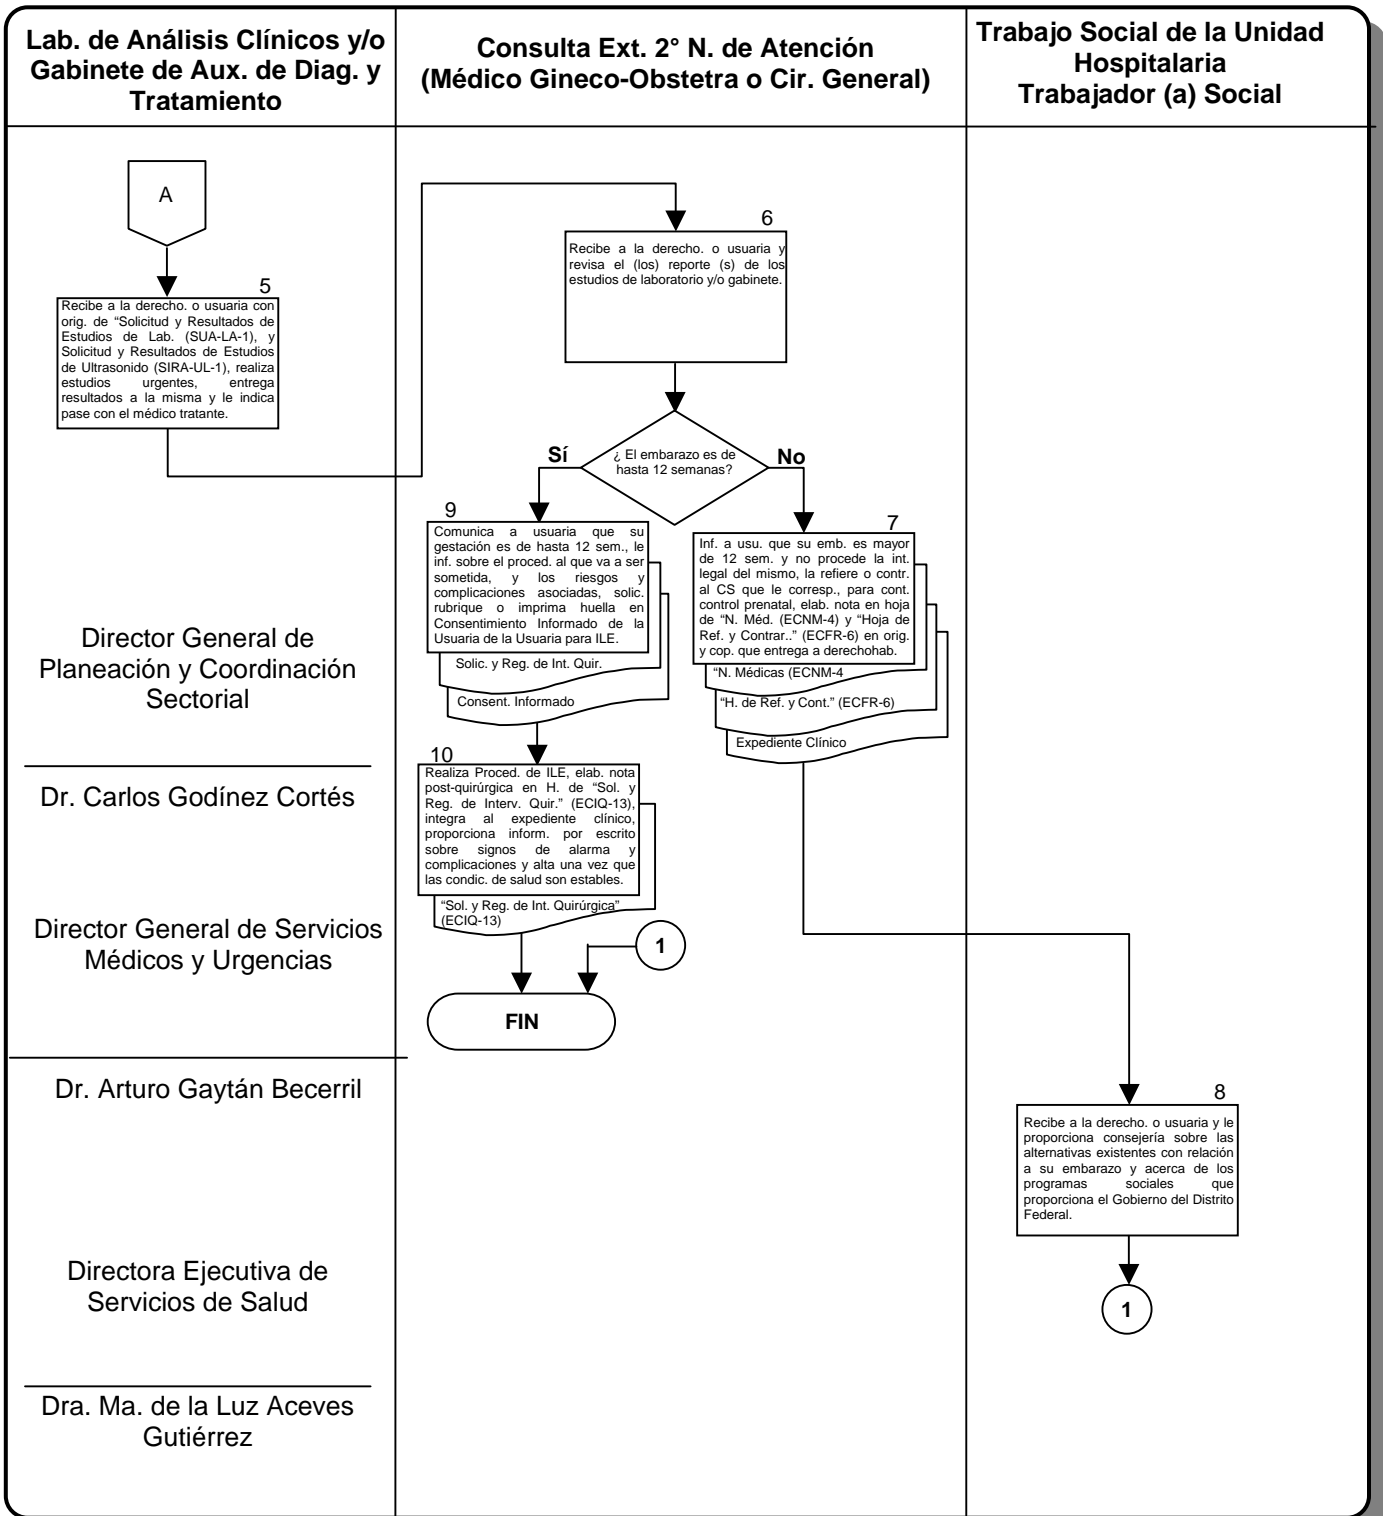 Lab. de Análisis Clínicos y/o
Gabinete de Aux. de Diag. y
Tratamiento
Consulta Ext. 2° N. de Atención
(Médico Gineco-Obstetra o Cir. General)
Trabajo Social de la Unidad
Hospitalaria
Trabajador (a) Social
A
5
Recibe a la derecho. o usuaria con
orig. de “Solicitud y Resultados de
Estudios de Lab. (SUA-LA-1), y
Solicitud y Resultados de Estudios
de Ultrasonido (SIRA-UL-1), realiza
estudios urgentes, entrega
resultados a la misma y le indica
pase con el médico tratante.
6
Recibe a la derecho. o usuaria y
revisa el (los) reporte (s) de los
estudios de laboratorio y/o gabinete.
¿ El embarazo es de
hasta 12 semanas?
Sí
No
9
Comunica a usuaria que su
gestación es de hasta 12 sem., le
inf. sobre el proced. al que va a ser
sometida, y los riesgos y
complicaciones asociadas, solic.
rubrique o imprima huella en
Consentimiento Informado de la
Usuaria de la Usuaria para ILE.
Solic. y Reg. de Int. Quir.
Consent. Informado
7
Inf. a usu. que su emb. es mayor
de 12 sem. y no procede la int.
legal del mismo, la refiere o contr.
al CS que le corresp., para cont.
control prenatal, elab. nota en hoja
de “N. Méd. (ECNM-4) y “Hoja de
Ref. y Contrar..” (ECFR-6) en orig.
y cop. que entrega a derechohab.
“N. Médicas (ECNM-4
“H. de Ref. y Cont.” (ECFR-6)
Expediente Clínico
10
Realiza Proced. de ILE, elab. nota
post-quirúrgica en H. de “Sol. y
Reg. de Interv. Quir.” (ECIQ-13),
integra al expediente clínico,
proporciona inform. por escrito
sobre signos de alarma y
complicaciones y alta una vez que
las condic. de salud son estables.
“Sol. y Reg. de Int. Quirúrgica”
(ECIQ-13)
1
FIN
8
Recibe a la derecho. o usuaria y le
proporciona consejería sobre las
alternativas existentes con relación
a su embarazo y acerca de los
programas sociales que
proporciona el Gobierno del Distrito
Federal.
1
Director General de
Planeación y Coordinación
Sectorial
Dr. Carlos Godínez Cortés
Director General de Servicios
Médicos y Urgencias
Dr. Arturo Gaytán Becerril
Directora Ejecutiva de
Servicios de Salud
Dra. Ma. de la Luz Aceves
Gutiérrez